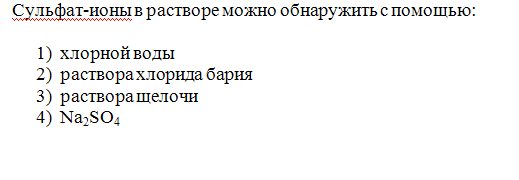 Сульфат-ионы в растворе можно обнаружить с помощью:
1) хлорной воды
2) раствора хлорида бария
3) раствора щелочи
4) Na₂SO₄